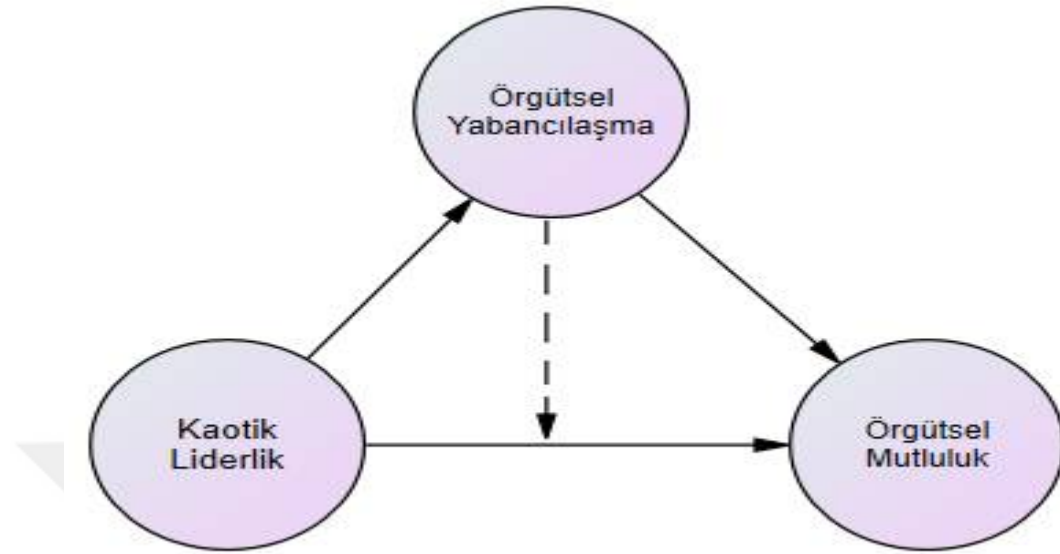 Örgütsel
Yabancılaşma
Kaotik
Liderlik
Örgütsel
Mutluluk